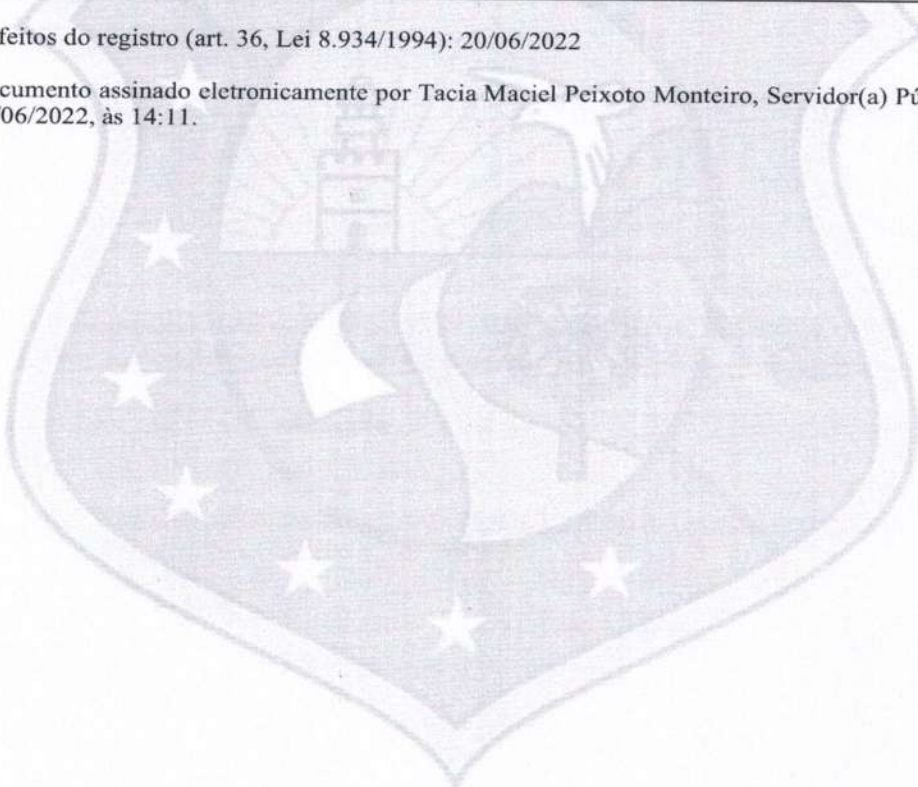 feitos do registro (art. 36, Lei 8.934/1994): 20/06/2022
cumento assinado eletronicamente por Tacia Maciel Peixoto Monteiro, Servidor(a) Pú
/06/2022, às 14:11.